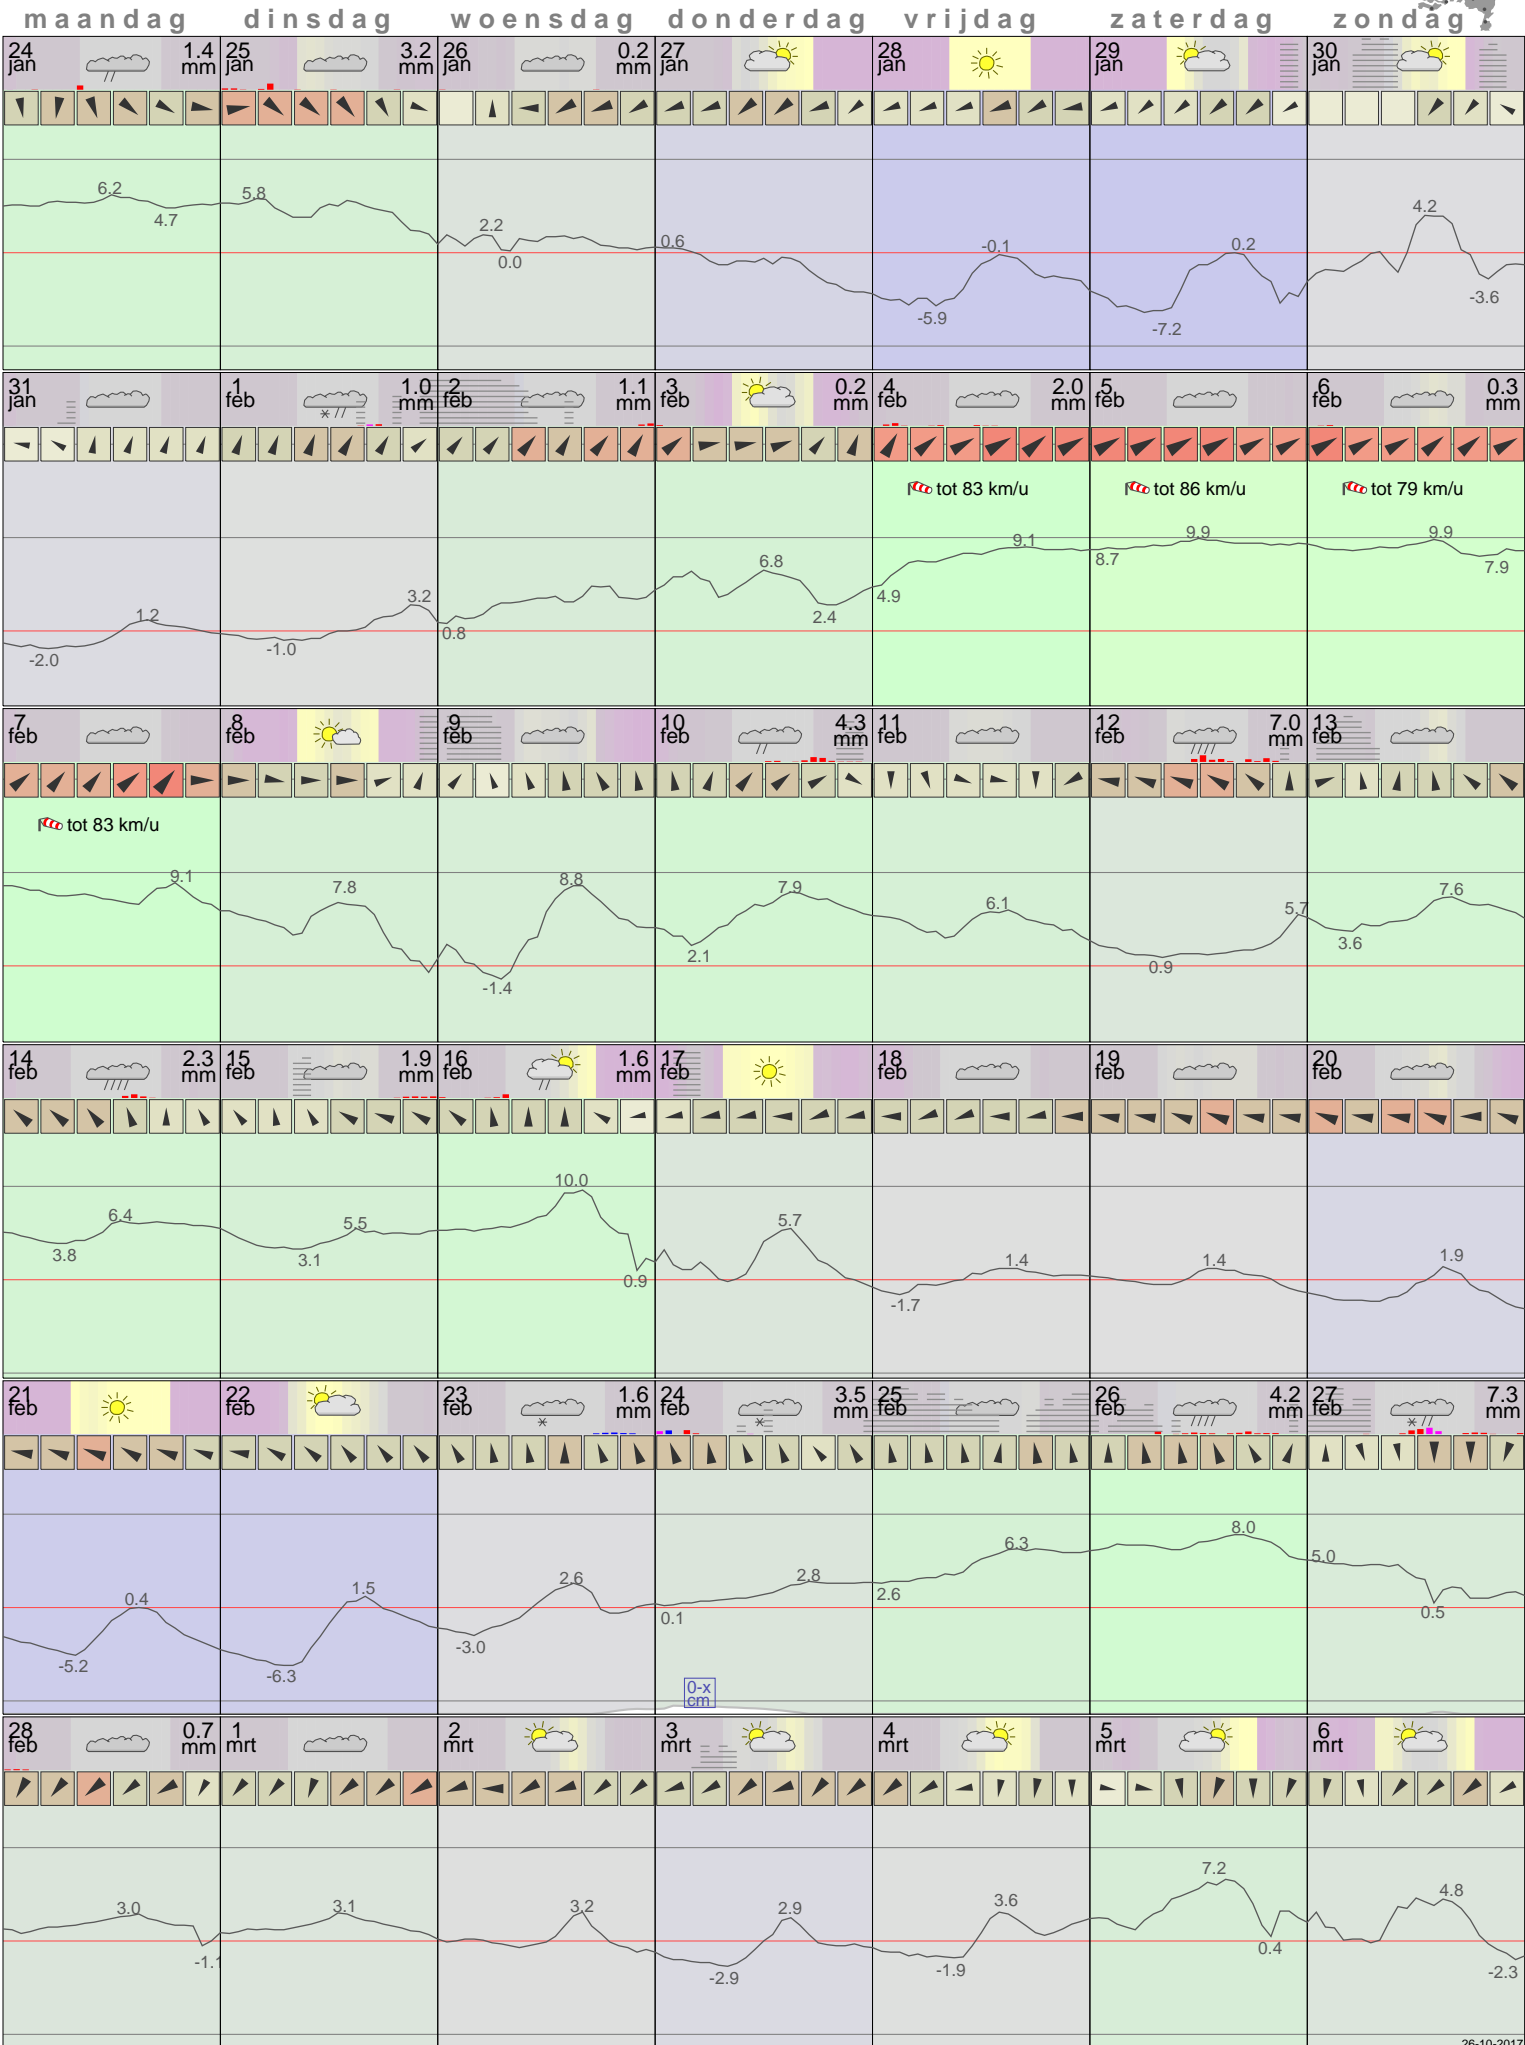 maandag dinsdag woensdag donderdag vrijdag zaterdag zondag
24 jan 1.4 mm 25 jan 3.2 mm 26 jan 0.2 mm 27 jan 28 jan 29 jan 30 jan
6.2 4.7 5.8 2.2 0.0 0.6 -5.9 -0.1 -7.2 0.2 4.2 -3.6
31 jan 1 feb 1.0 mm 2 feb 1.1 mm 3 feb 0.2 mm 4 feb 2.0 mm 5 feb 6 feb 0.3 mm
tot 83 km/u tot 86 km/u tot 79 km/u
-2.0 1.2 -1.0 3.2 0.8 6.8 2.4 4.9 9.1 8.7 9.9 9.9 7.9
7 feb 8 feb 9 feb 10 feb 4.3 mm 11 feb 12 feb 7.0 mm 13 feb
tot 83 km/u
9.1 7.8 -1.4 8.8 2.1 7.9 6.1 0.9 5.7 3.6 7.6
14 feb 2.3 mm 15 feb 1.9 mm 16 feb 1.6 mm 17 feb 18 feb 19 feb 20 feb
3.8 6.4 3.1 5.5 10.0 0.9 5.7 -1.7 1.4 1.4 1.9
21 feb 22 feb 23 feb 1.6 mm 24 feb 3.5 mm 25 feb 26 feb 4.2 mm 27 feb 7.3 mm
-5.2 0.4 -6.3 1.5 -3.0 2.6 0.1 2.8 2.6 6.3 8.0 5.0 0.5
0-x cm
28 feb 0.7 mm 1 mrt 2 mrt 3 mrt 4 mrt 5 mrt 6 mrt
3.0 -1.1 3.1 3.2 -2.9 2.9 -1.9 3.6 7.2 0.4 4.8 -2.3
26-10-2017